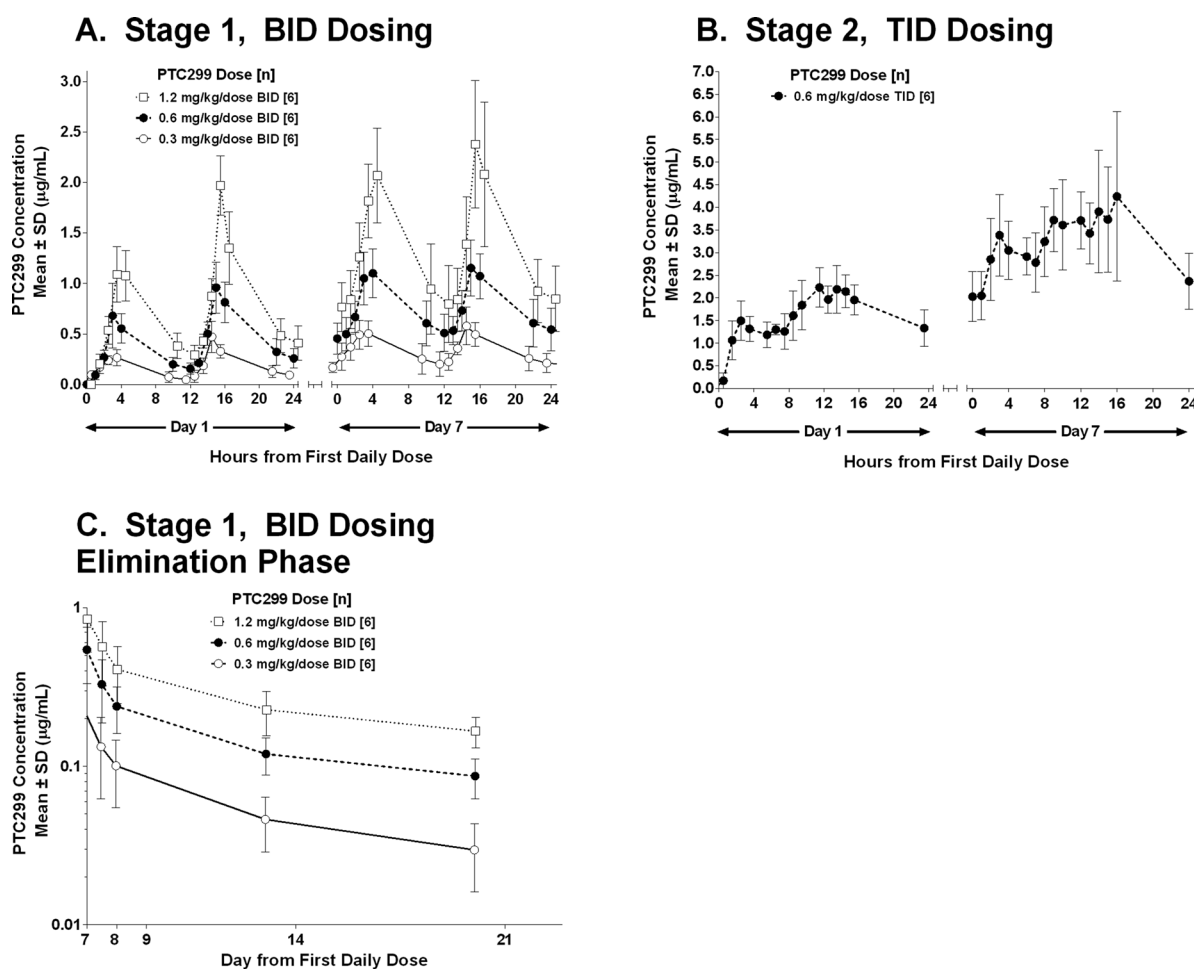 A. Stage 1, BID Dosing
PTC299 Dose [n]
1.2 mg/kg/dose BID [6]
0.6 mg/kg/dose BID [6]
0.3 mg/kg/dose BID [6]
PTC299 Concentration
Mean ± SD (µg/mL)
3.0
2.5
2.0
1.5
1.0
0.5
0.0
0 4 8 12 16 20 24 0 4 8 12 16 20 24
Day 1 Day 7
Hours from First Daily Dose
B. Stage 2, TID Dosing
PTC299 Dose [n]
0.6 mg/kg/dose TID [6]
PTC299 Concentration
Mean ± SD (µg/mL)
7.0
6.5
6.0
5.5
5.0
4.5
4.0
3.5
3.0
2.5
2.0
1.5
1.0
0.5
0.0
0 4 8 12 16 20 24 0 4 8 12 16 20 24
Day 1 Day 7
Hours from First Daily Dose
C. Stage 1, BID Dosing
Elimination Phase
PTC299 Dose [n]
1.2 mg/kg/dose BID [6]
0.6 mg/kg/dose BID [6]
0.3 mg/kg/dose BID [6]
PTC299 Concentration
Mean ± SD (µg/mL)
1
0.1
0.01
7 8 9 14 21
Day from First Daily Dose